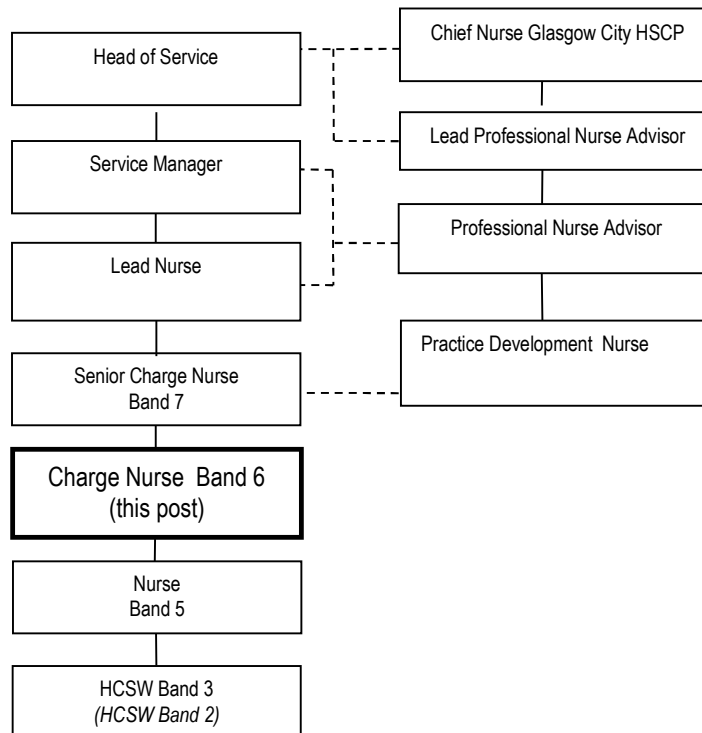 Head of Service
Service Manager
Lead Nurse
Senior Charge Nurse
Band 7
Charge Nurse Band 6
(this post)
Nurse
Band 5
HCSW Band 3
(HCSW Band 2)
Chief Nurse Glasgow City HSCP
Lead Professional Nurse Advisor
Professional Nurse Advisor
Practice Development Nurse